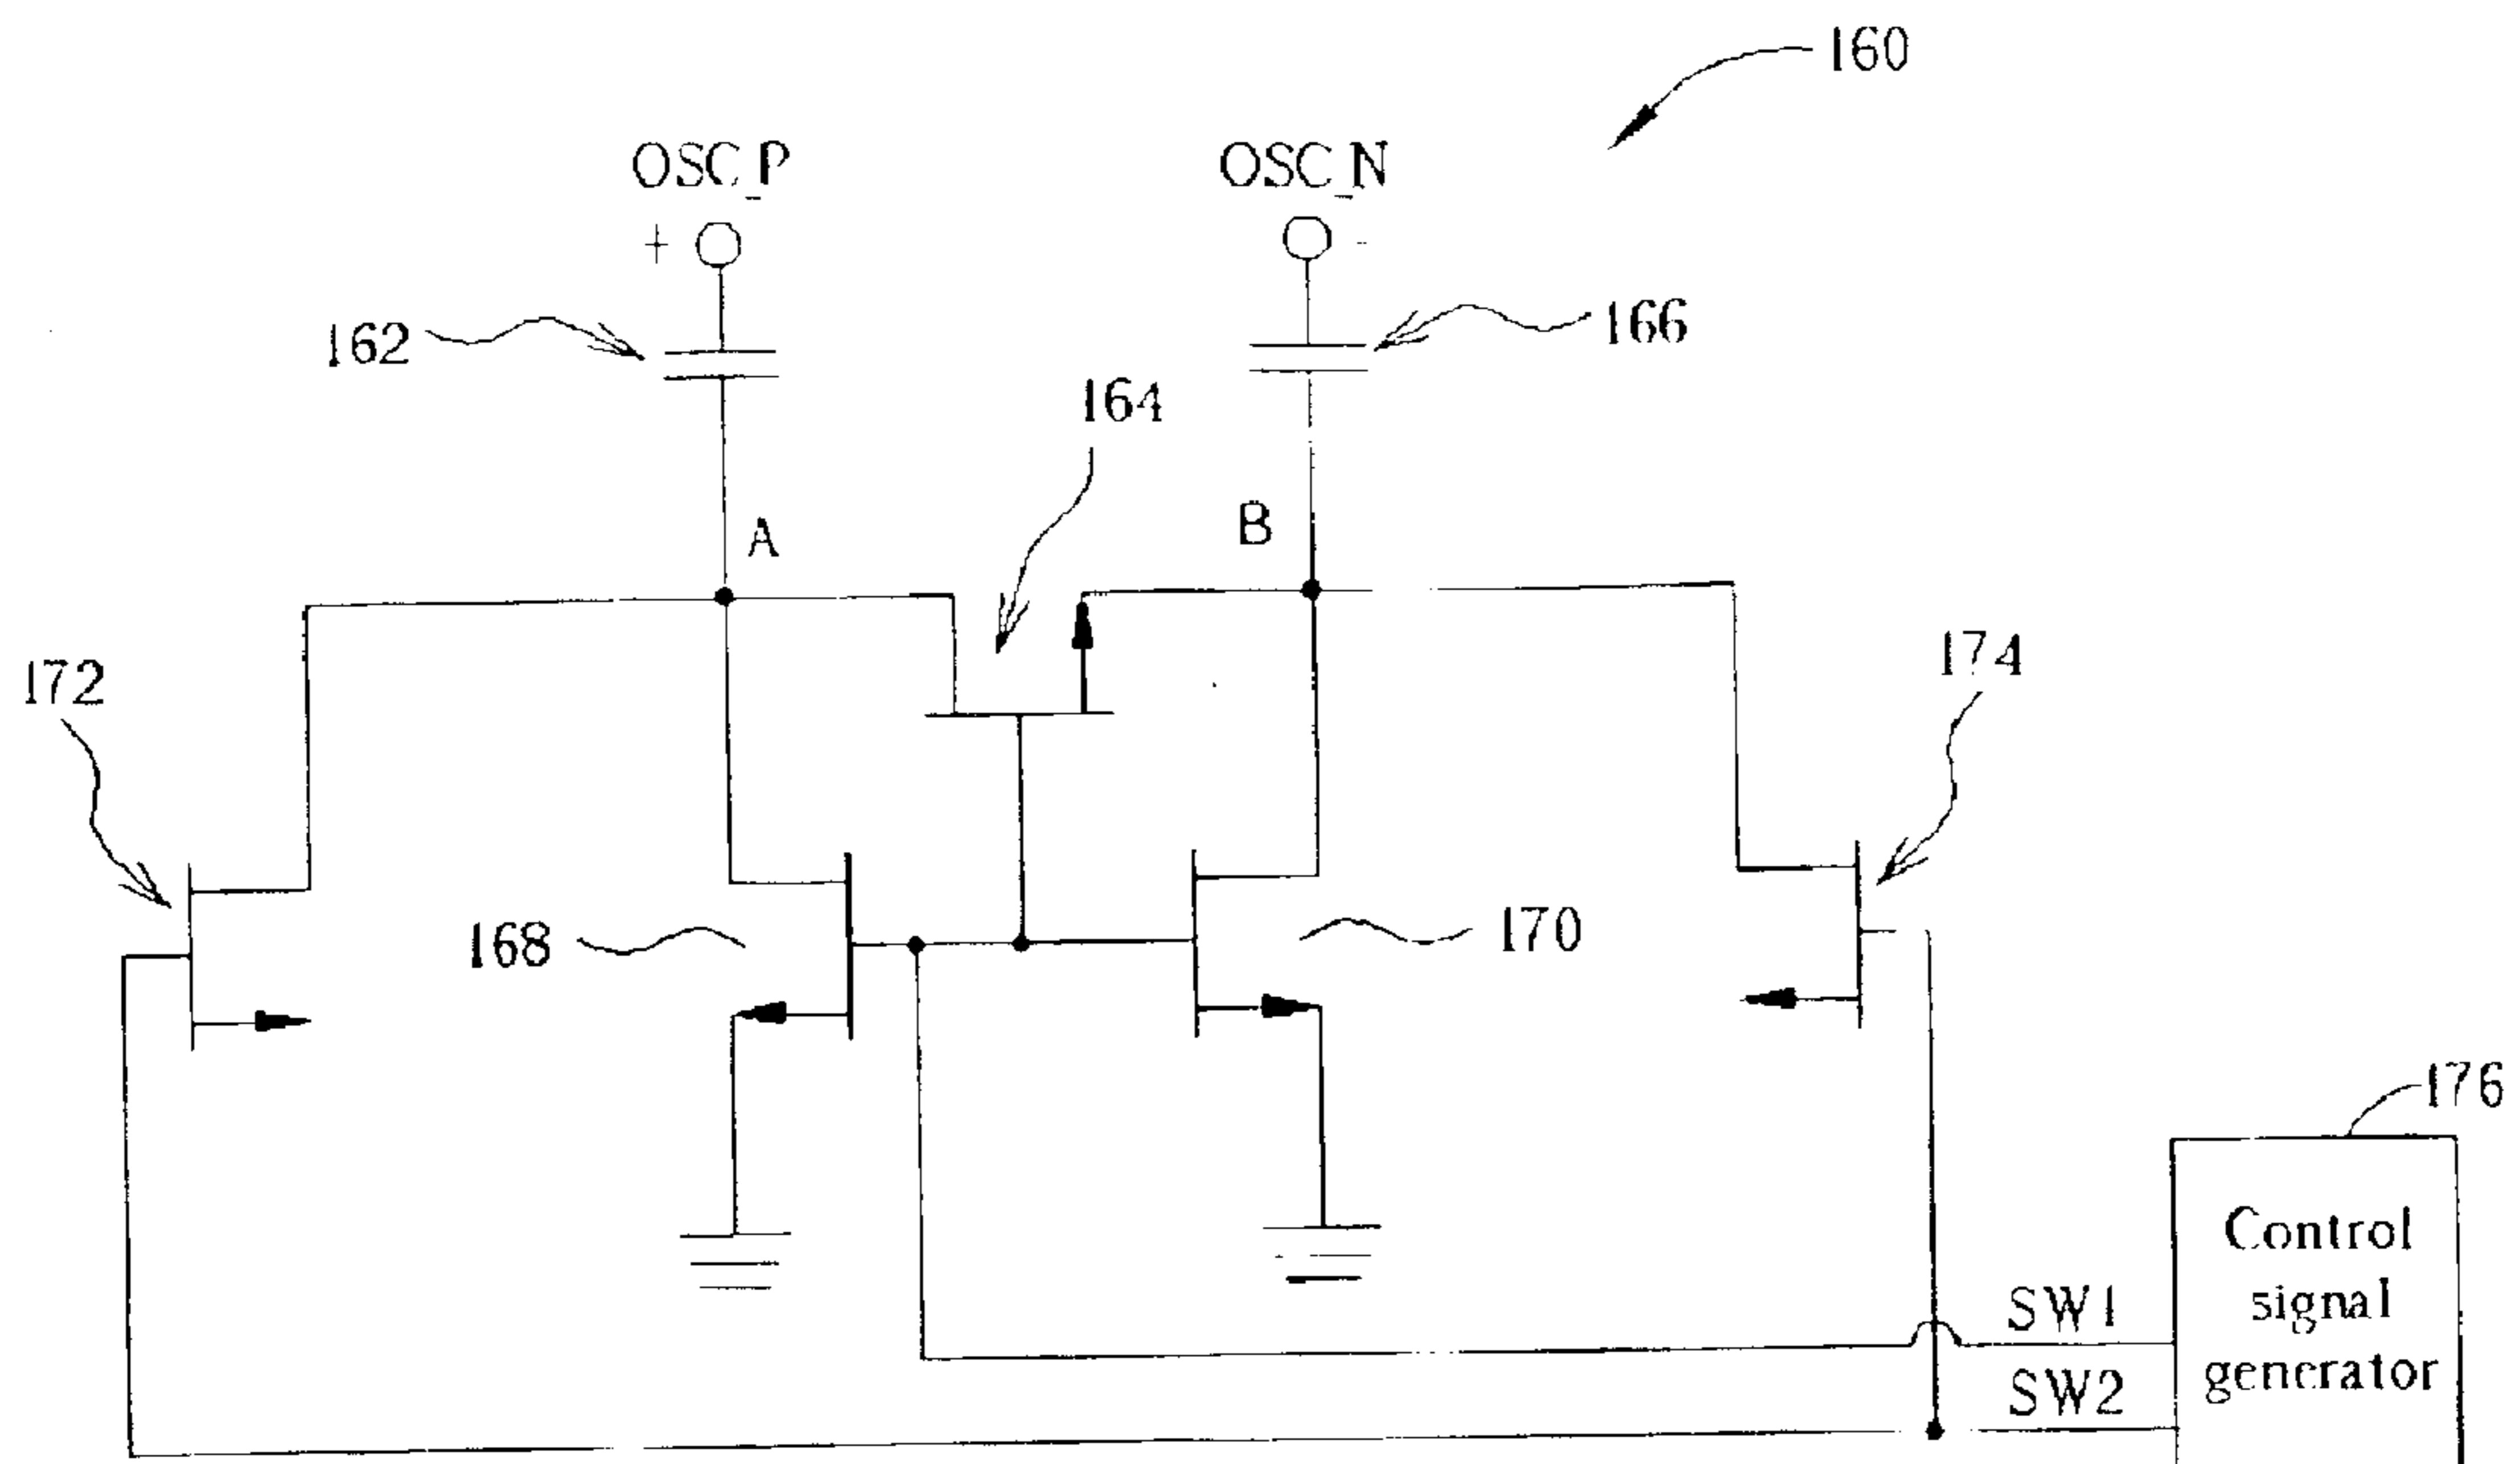 160
OSC_P
OSC_N
+
-
162
166
164
A
B
172
174
168
170
176
Control
signal
generator
SW1
SW2